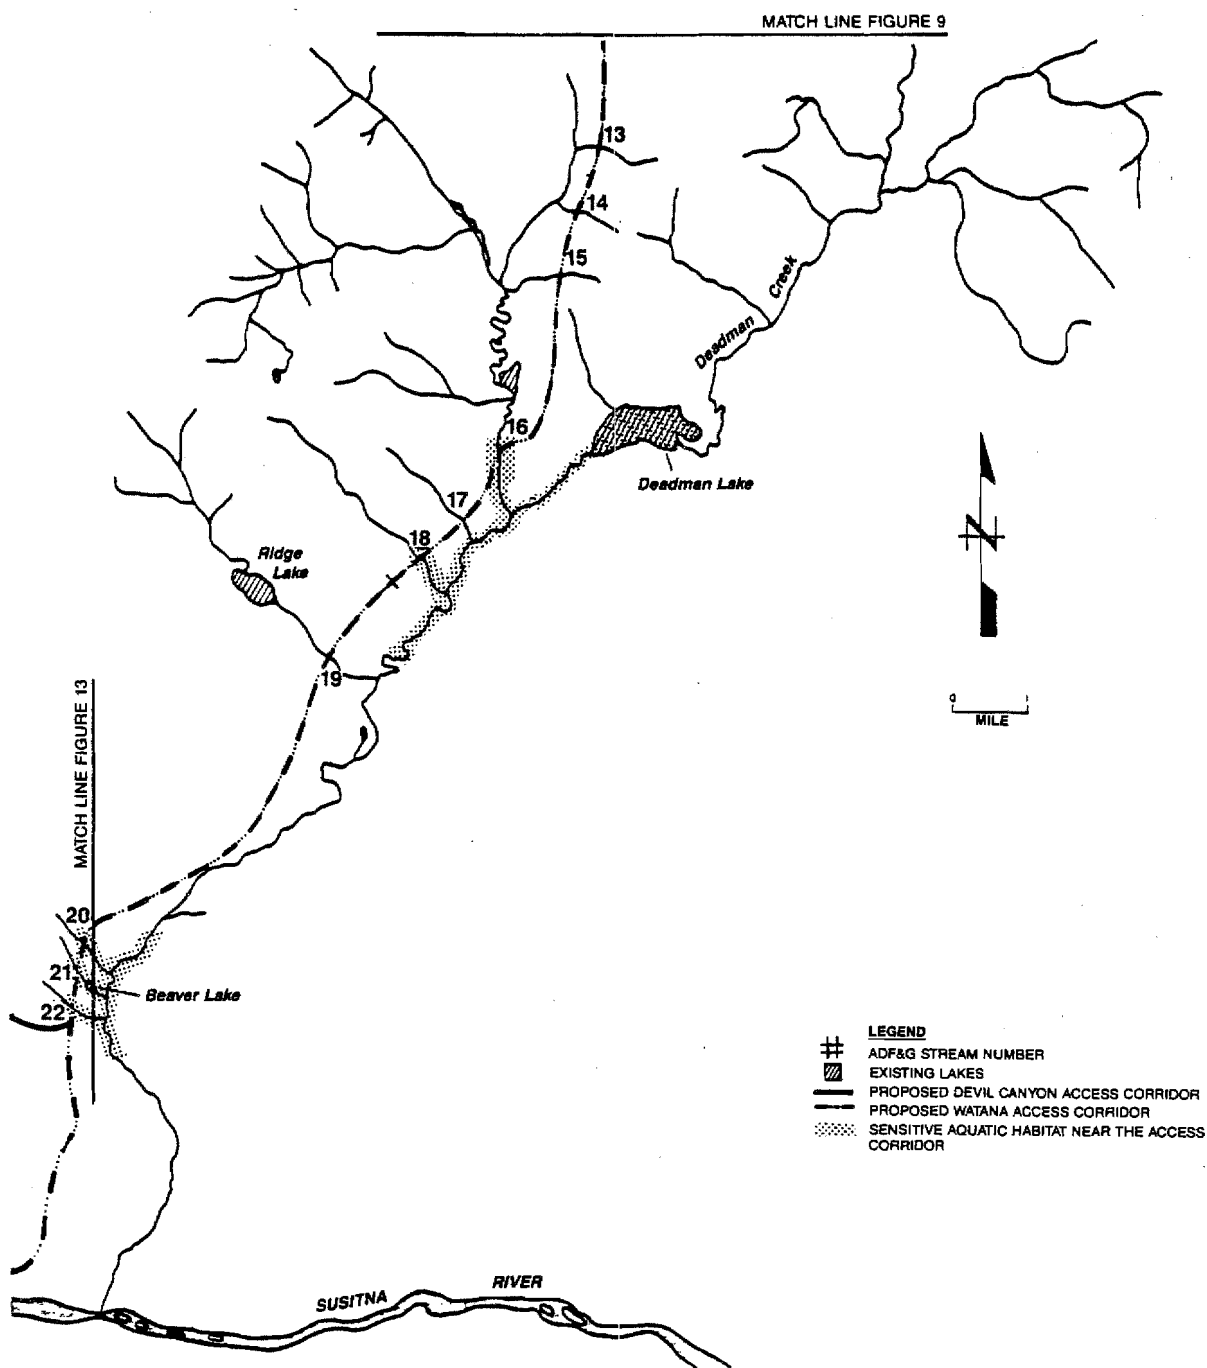 MATCH LINE FIGURE 9
13
14
15
Creek
Deadman
16
Deadman Lake
17
18
Ridge
Lake
19
0
MILE
MATCH LINE FIGURE 13
20
21
Beaver Lake
22
LEGEND
ADF&G STREAM NUMBER
EXISTING LAKES
PROPOSED DEVIL CANYON ACCESS CORRIDOR
PROPOSED WATANA ACCESS CORRIDOR
SENSITIVE AQUATIC HABITAT NEAR THE ACCESS
CORRIDOR
SUSITNA RIVER